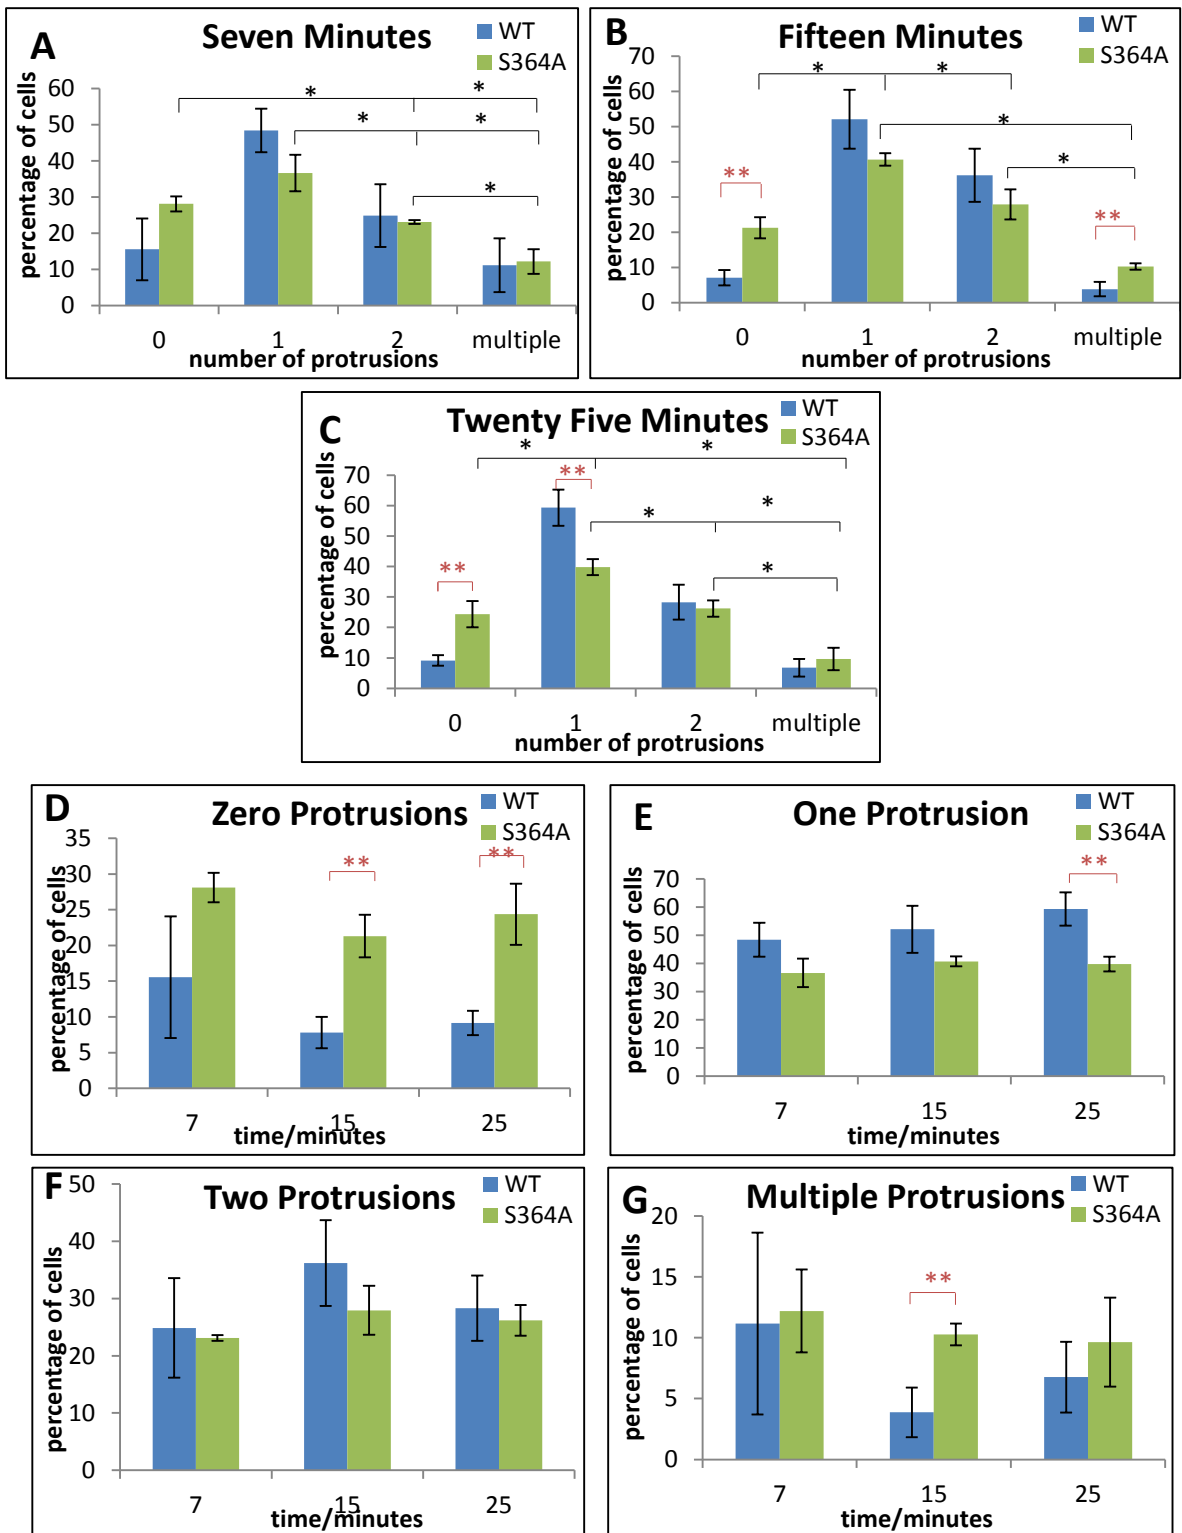 A
Seven Minutes
WT
S364A
percentage of cells
60
50
40
30
20
10
0
* *
* *
*
0 1 2 multiple
number of protrusions
B
Fifteen Minutes
WT
S364A
percentage of cells
70
60
50
40
30
20
10
0
* *
*
*
**
**
0 1 2 multiple
number of protrusions
C
Twenty Five Minutes
WT
S364A
percentage of cells
70
60
50
40
30
20
10
0
* *
**
* *
**
*
0 1 2 multiple
number of protrusions
D
Zero Protrusions
WT
S364A
percentage of cells
35
30
25
20
15
10
5
0
** **
7 15 25
time/minutes
E
One Protrusion
WT
S364A
percentage of cells
70
60
50
40
30
20
10
0
**
7 15 25
time/minutes
F
Two Protrusions
WT
S364A
percentage of cells
50
40
30
20
10
0
7 15 25
time/minutes
G
Multiple Protrusions
WT
S364A
percentage of cells
20
15
10
5
0
**
7 15 25
time/minutes